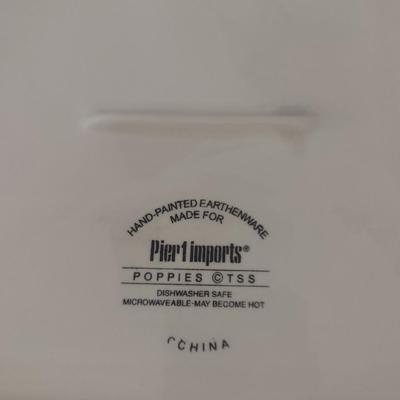 HAND-PAINTED EARTHENWARE
MADE FOR
Pier 1 imports®
POPPIES ©TSS
DISHWASHER SAFE
MICROWAVEABLE-MAY BECOME HOT
CHINA